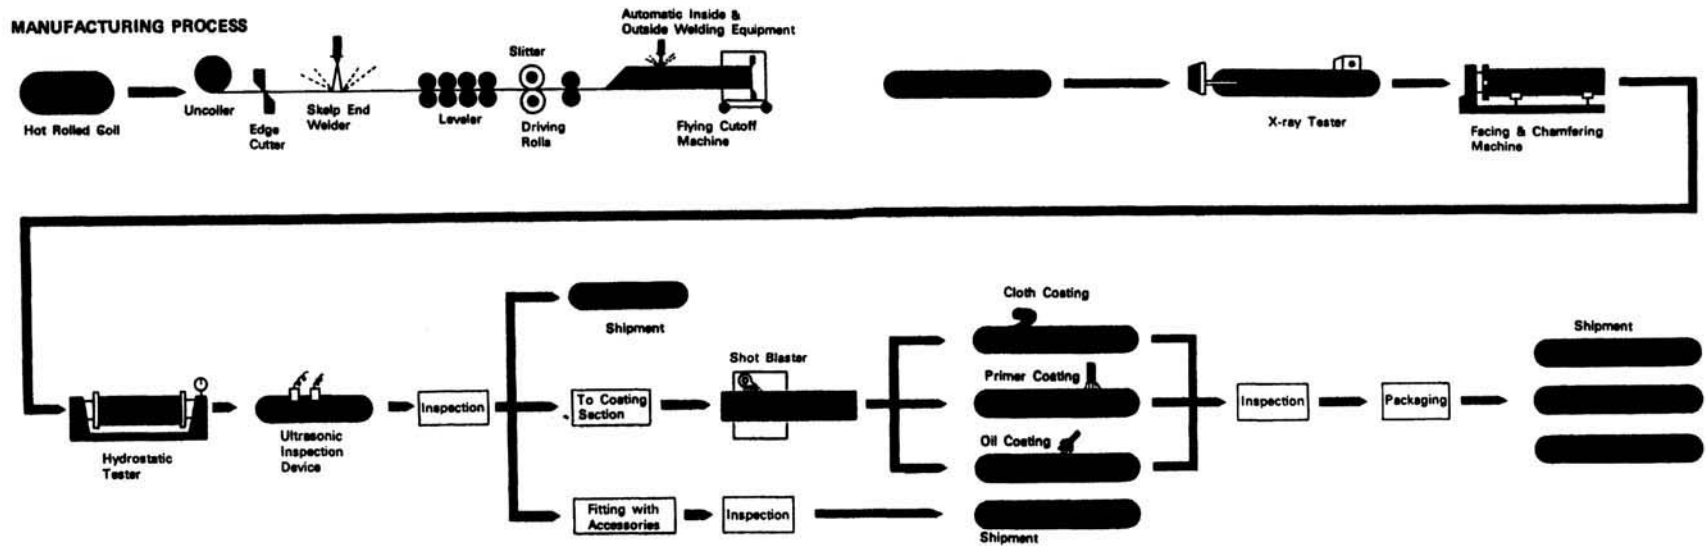 MANUFACTURING PROCESS
Automatic Inside &
Outside Welding Equipment
Slitter
Hot Rolled Goil
Uncoiler
Edge
Cutter
Skelp End
Welder
Leveler
Driving
Rolls
Flying Cutoff
Machine
X-ray Tester
Facing & Chamfering
Machine
Hydrostatic
Tester
Ultrasonic
Inspection
Device
Inspection
Shipment
To Coating
Section
Shot Blaster
Cloth Coating
Primer Coating
Oil Coating
Inspection
Packaging
Shipment
Fitting with
Accessories
Inspection
Shipment